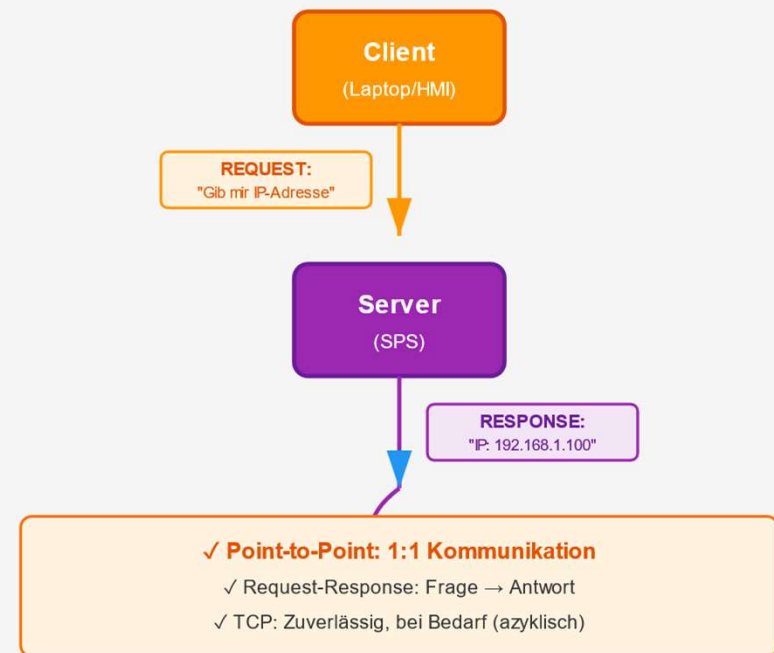 Client
(Laptop/HMI)
REQUEST:
"Gib mir IP-Adresse"
Server
(SPS)
RESPONSE:
"IP: 192.168.1.100"
✓ Point-to-Point: 1:1 Kommunikation
✓ Request-Response: Frage → Antwort
✓ TCP: Zuverlässig, bei Bedarf (azyklisch)